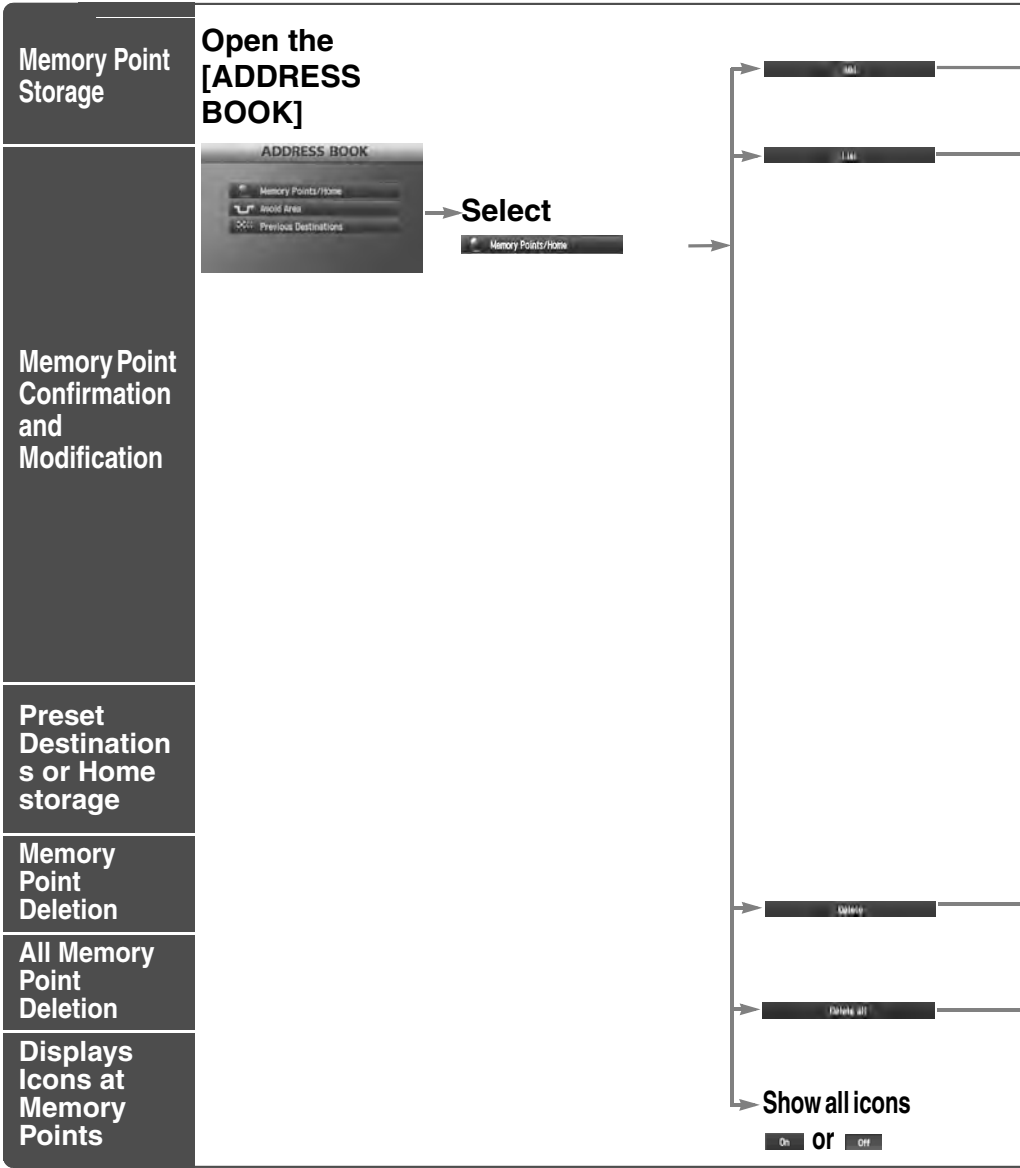 Memory Point
Storage
Open the
[ADDRESS
BOOK]
ADDRESS BOOK
Memory Points/Home
Avoid Area
Previous Destinations
Select
Memory Points/Home
Add
List
Memory Point
Confirmation
and
Modification
Preset
Destination
s or Home
storage
Memory
Point
Deletion
Delete
All Memory
Point
Deletion
Delete all
Displays
Icons at
Memory
Points
Show all icons
On or Off